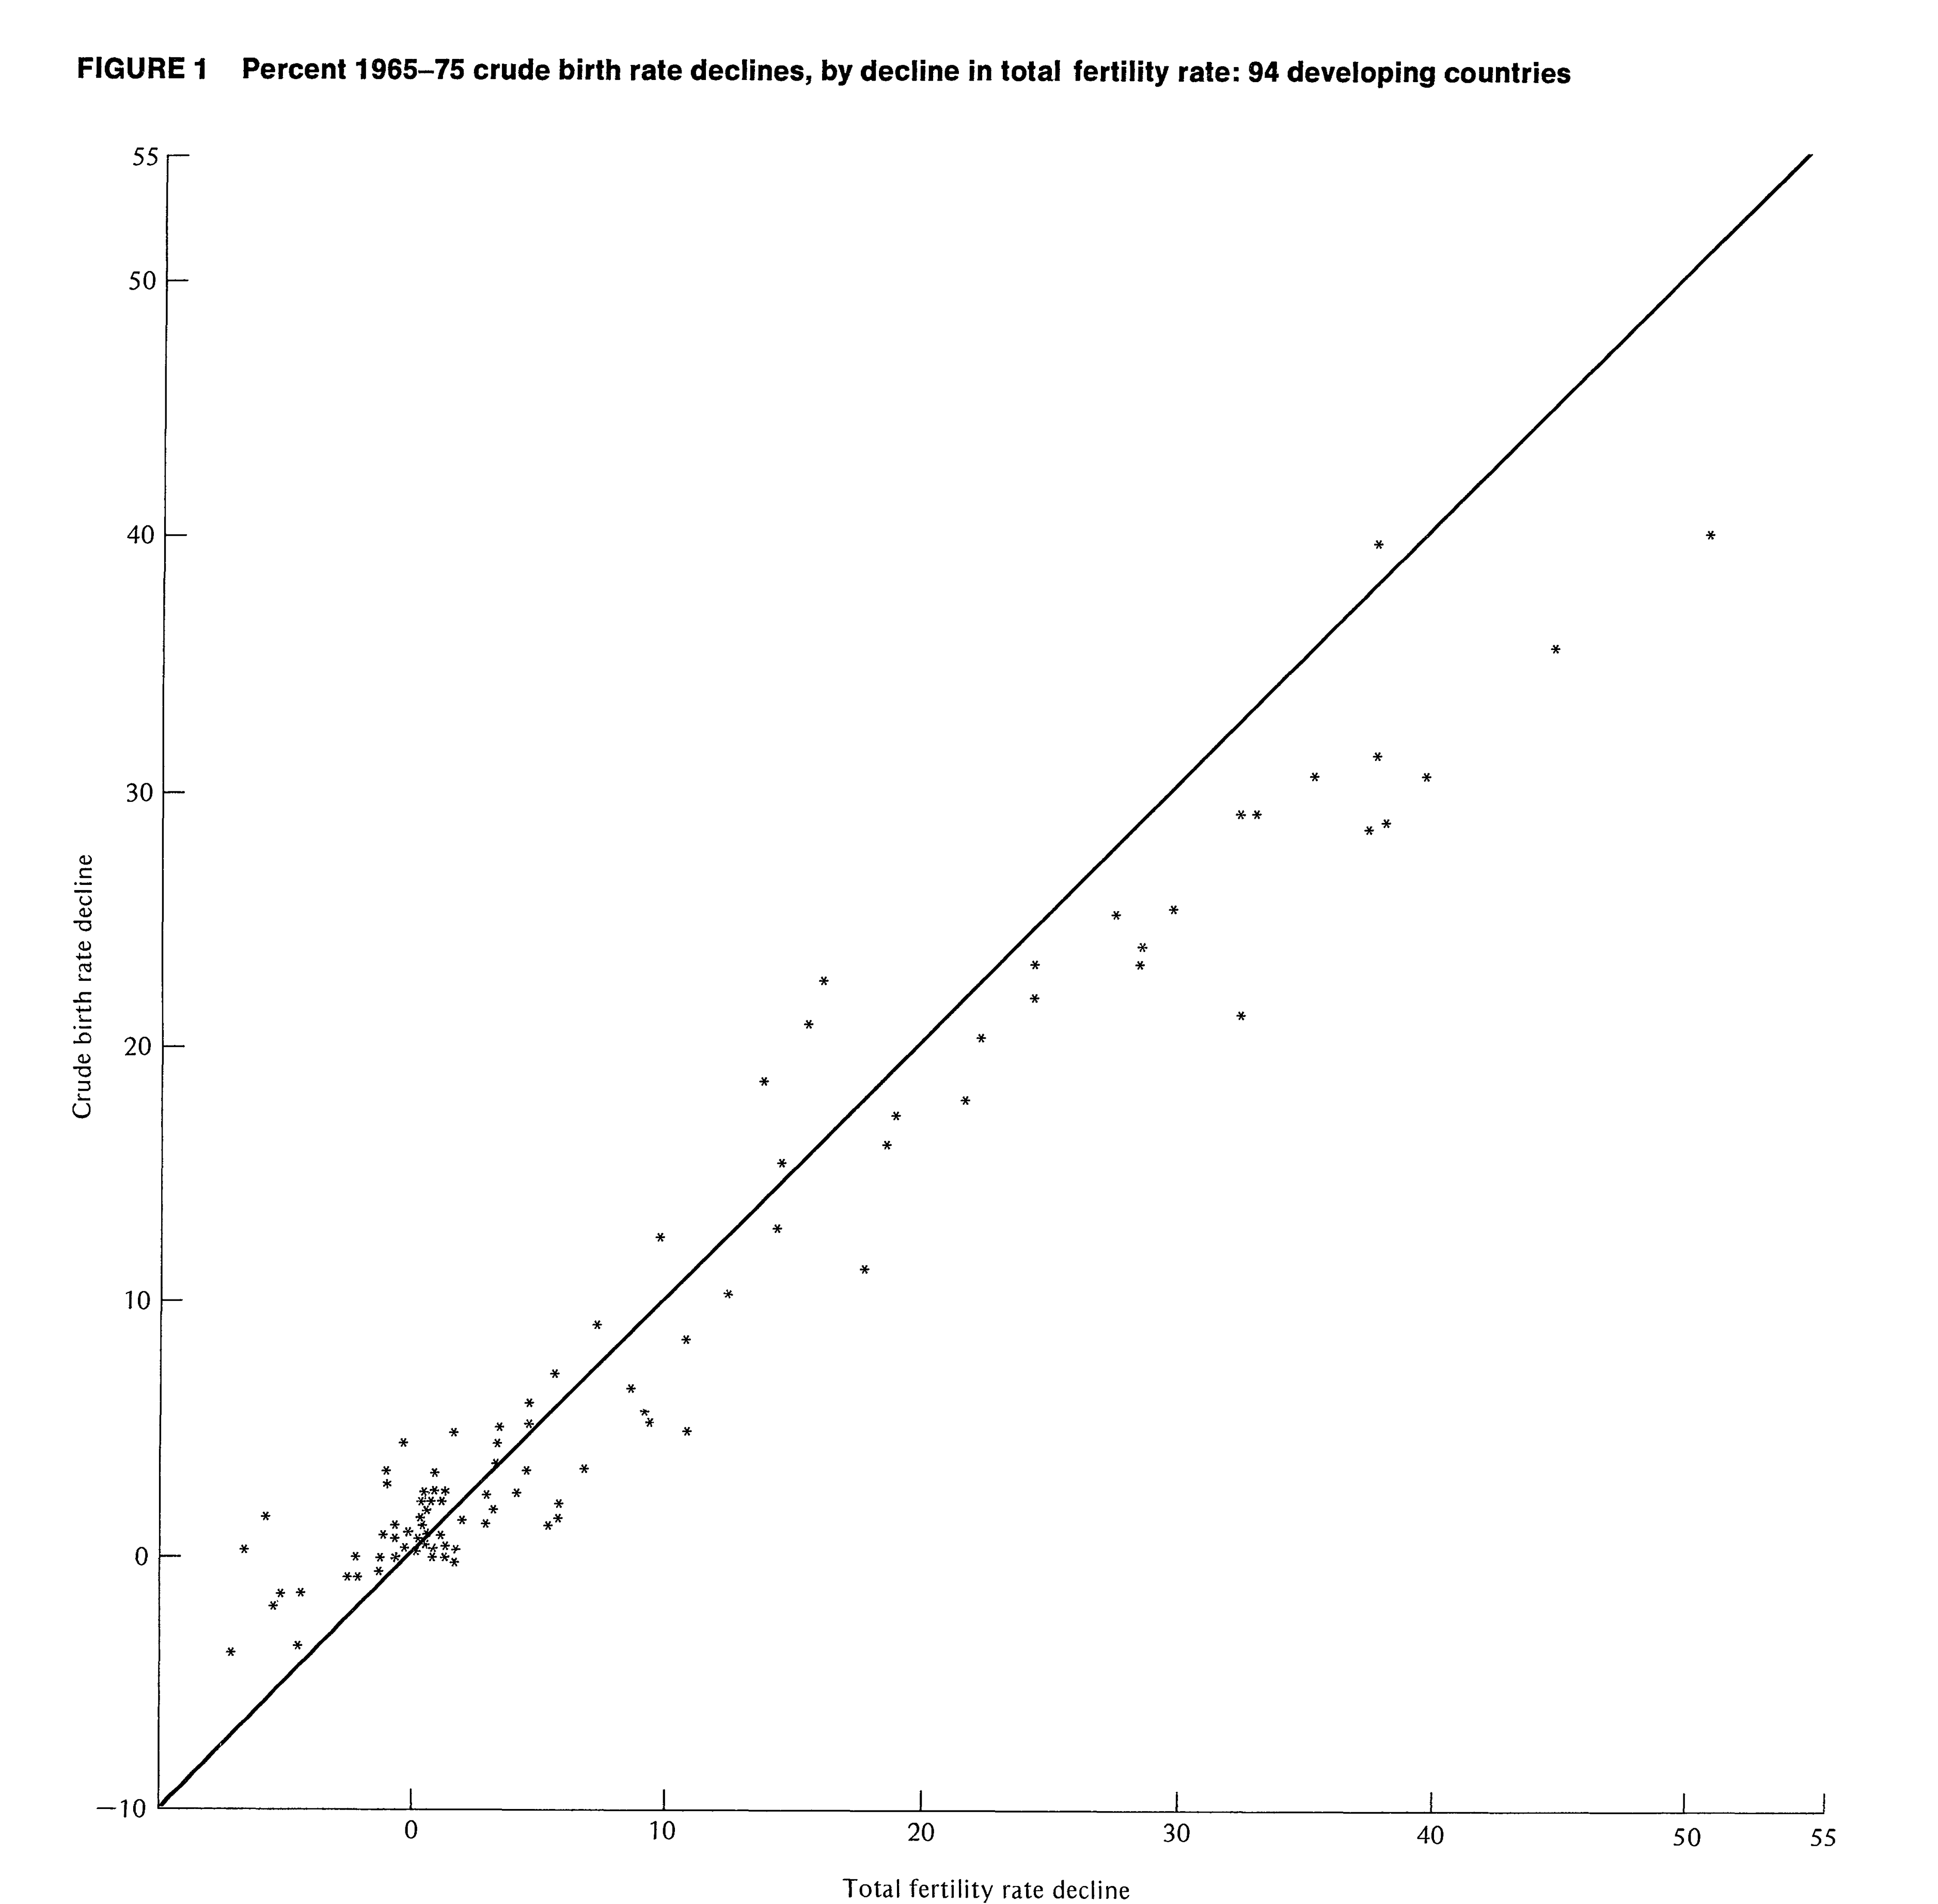 FIGURE 1 Percent 1965–75 crude birth rate declines, by decline in total fertility rate: 94 developing countries
55
50
40
30
20
10
0
−10
Crude birth rate decline
0 10 20 30 40 50 55
Total fertility rate decline